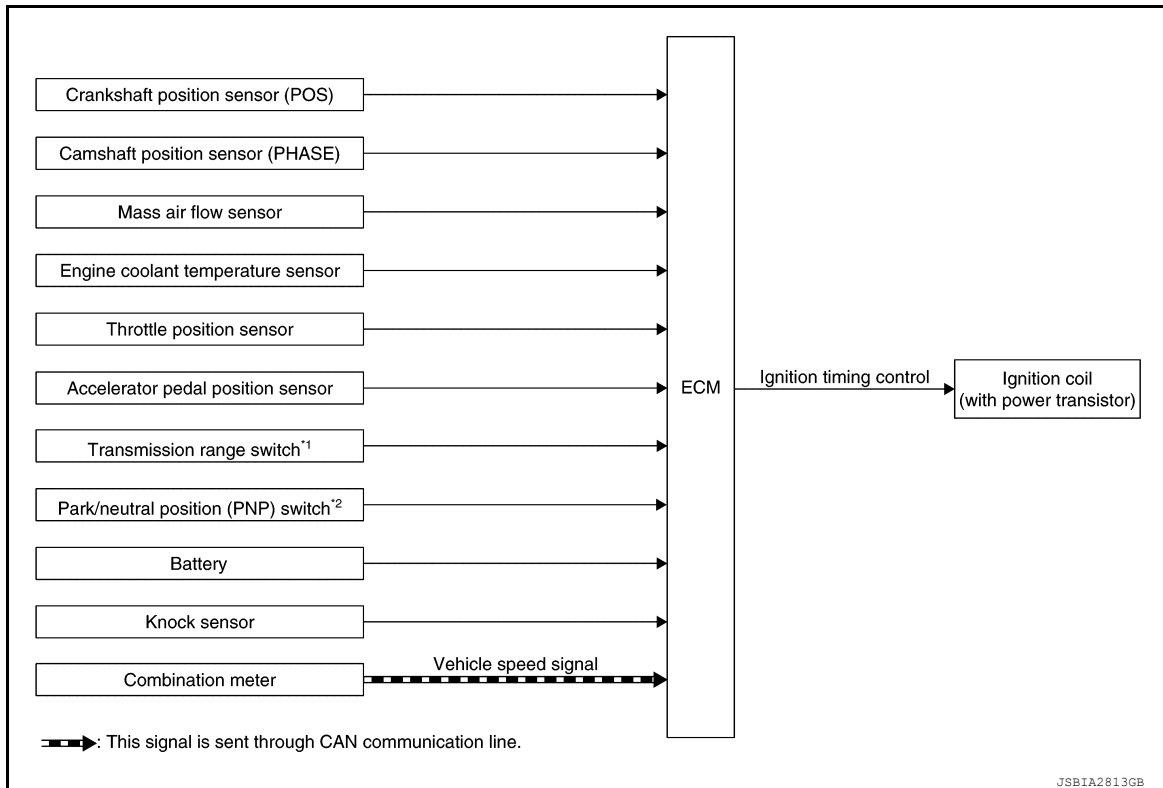 Crankshaft position sensor (POS)
Camshaft position sensor (PHASE)
Mass air flow sensor
Engine coolant temperature sensor
Throttle position sensor
Accelerator pedal position sensor
Transmission range switch*1
Park/neutral position (PNP) switch*2
Battery
Knock sensor
Combination meter
Vehicle speed signal
ECM
Ignition timing control
Ignition coil
(with power transistor)
: This signal is sent through CAN communication line.
JSBIA2813GB